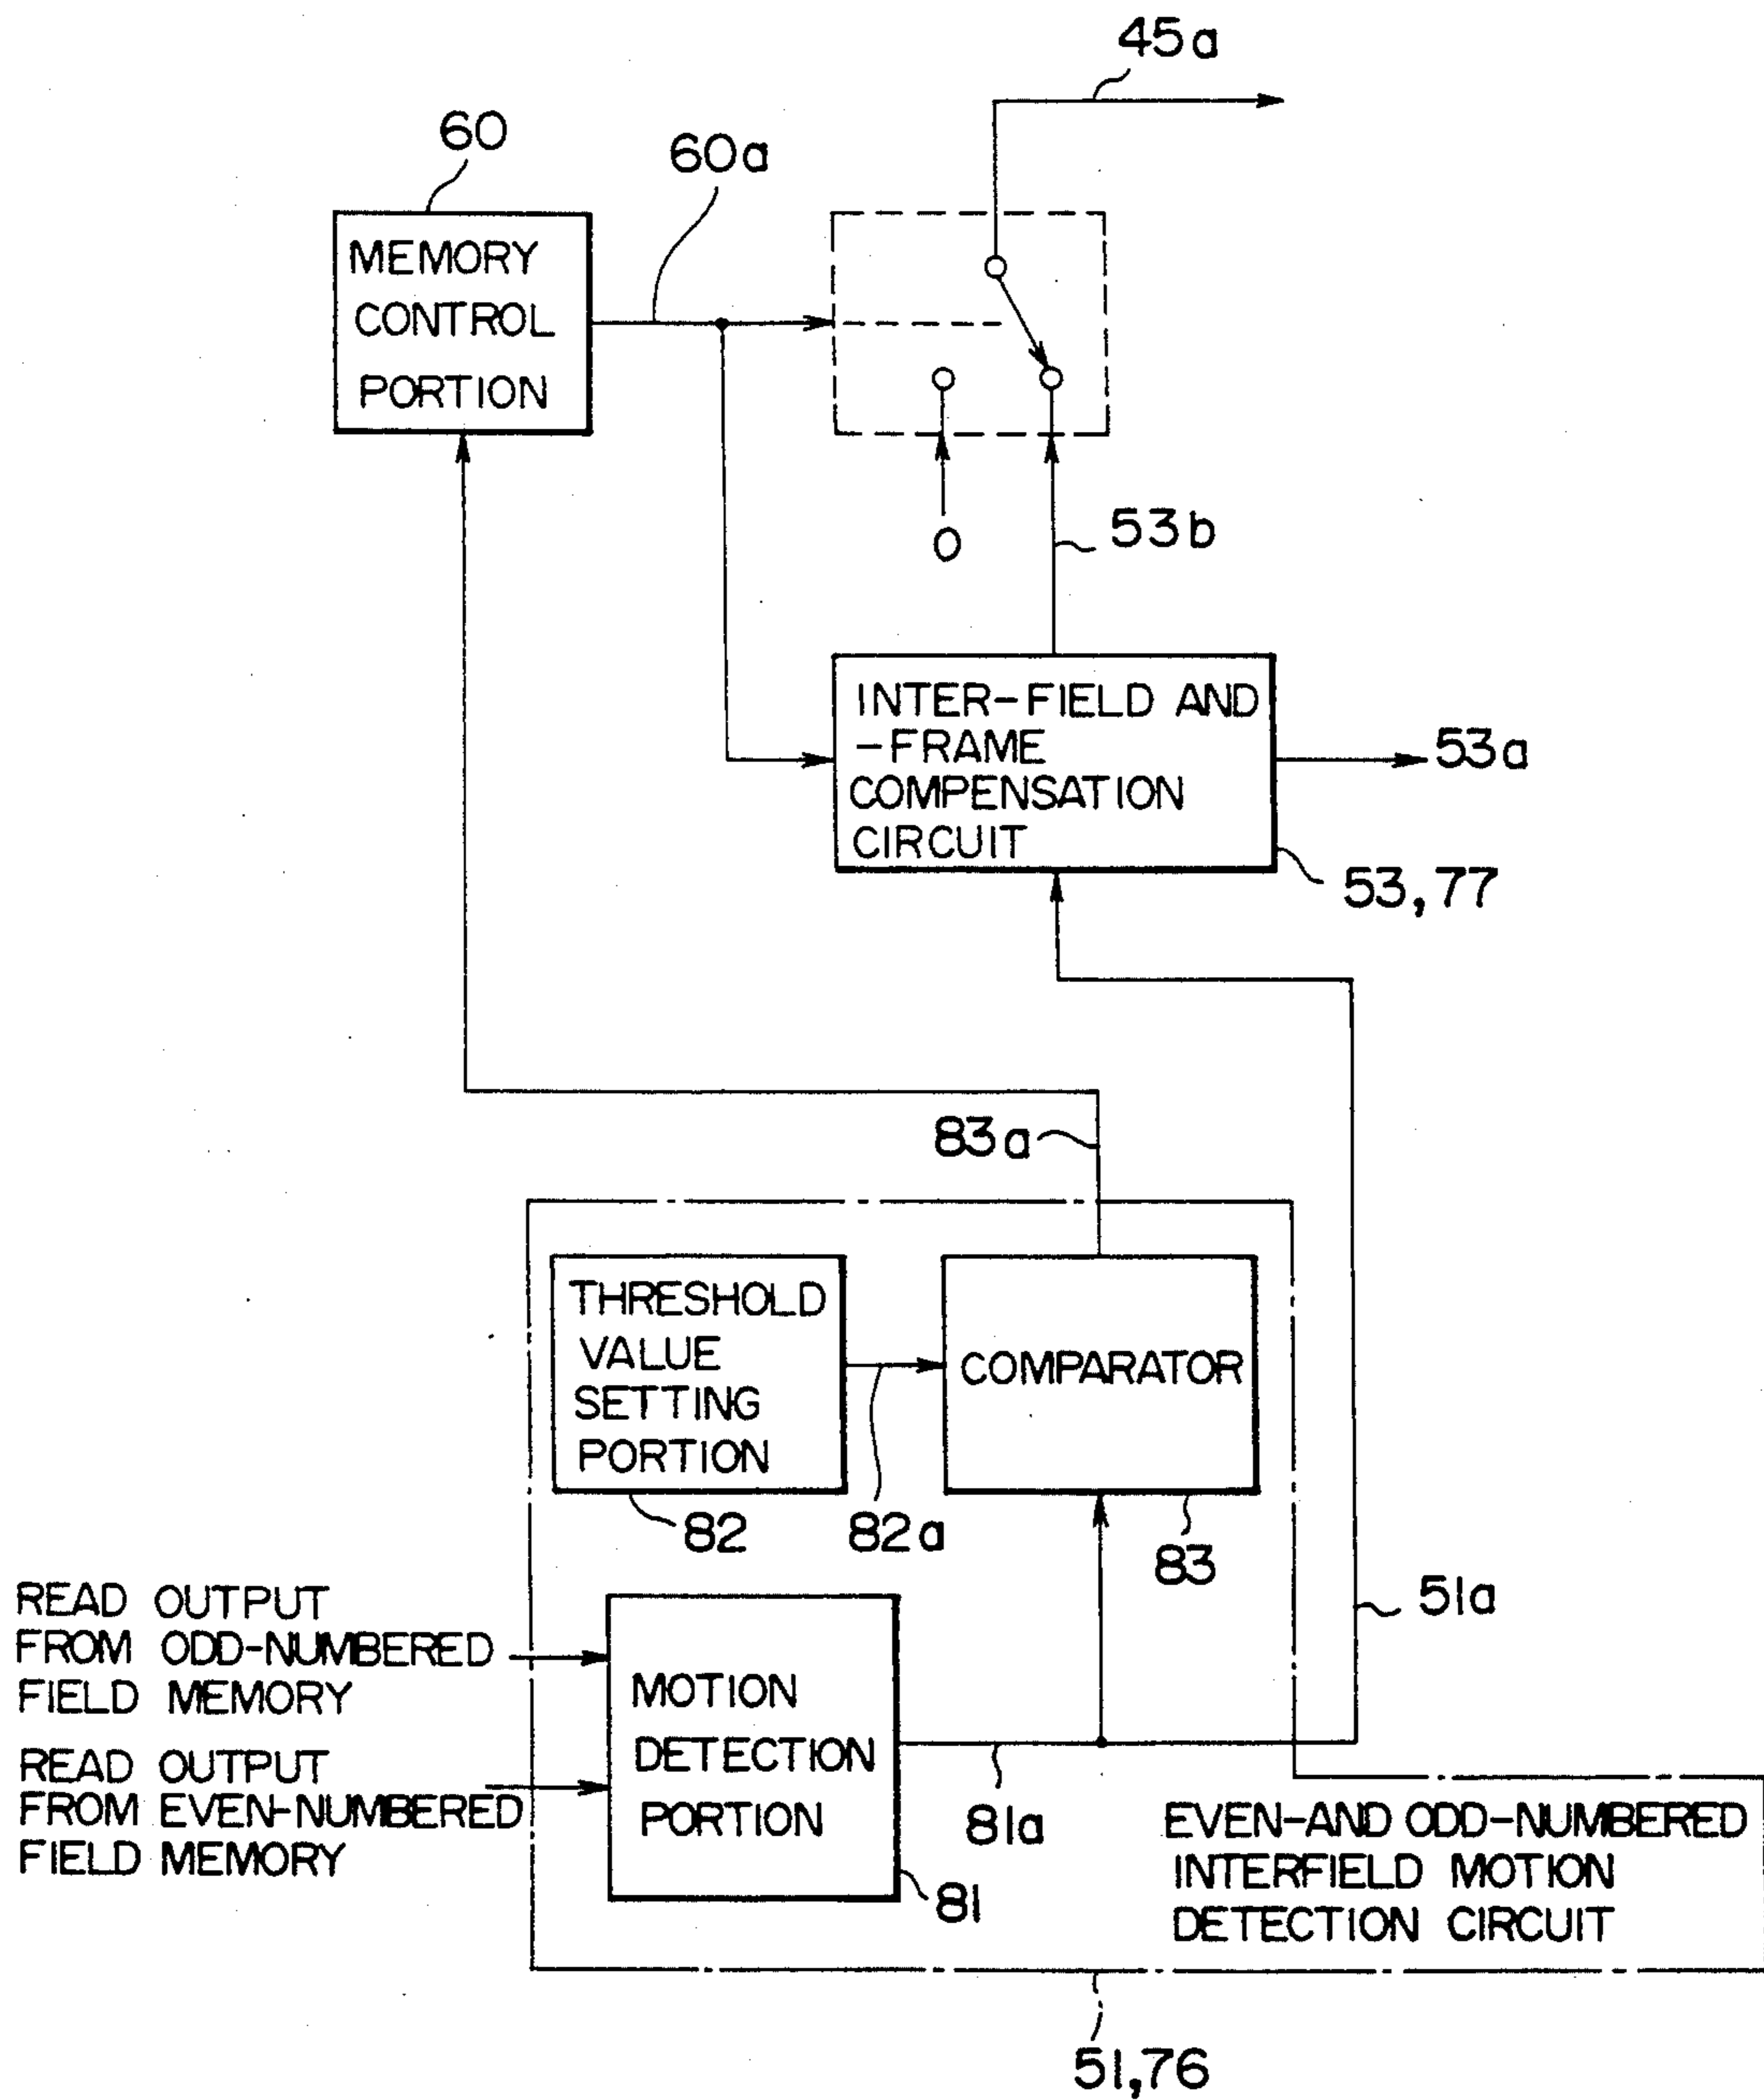 45a
60
60a
MEMORY
CONTROL
PORTION
0
53b
INTER-FIELD AND
-FRAME
COMPENSATION
CIRCUIT
53a
53,77
83a
THRESHOLD
VALUE
SETTING
PORTION
COMPARATOR
82
82a
83
51a
READ OUTPUT
FROM ODD-NUMBERED
FIELD MEMORY
READ OUTPUT
FROM EVEN-NUMBERED
FIELD MEMORY
MOTION
DETECTION
PORTION
81a
81
EVEN-AND ODD-NUMBERED
INTERFIELD MOTION
DETECTION CIRCUIT
51,76